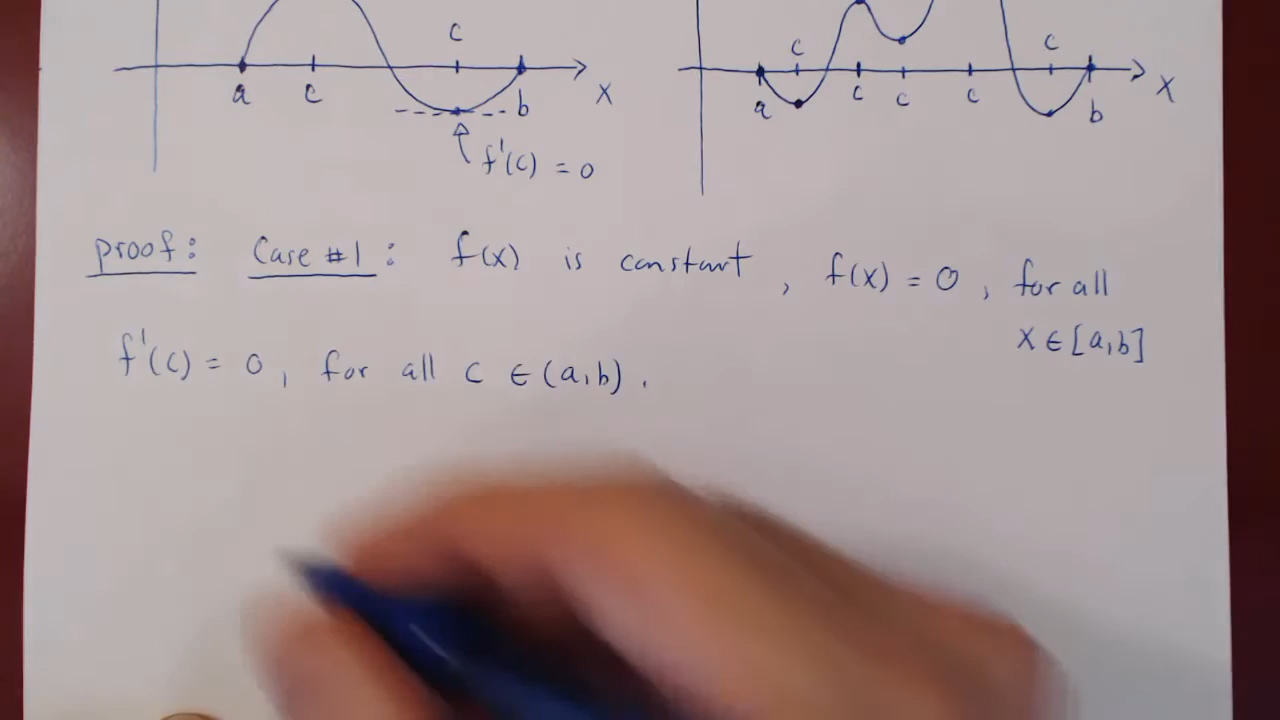 c
c
c
a
c
x
b
f'(c) = 0
a
c
c
c
x
b
proof: Case #1: f(x) is constant, f(x) = 0, for all
x ∈ [a,b]
f'(c) = 0, for all c ∈ (a,b).